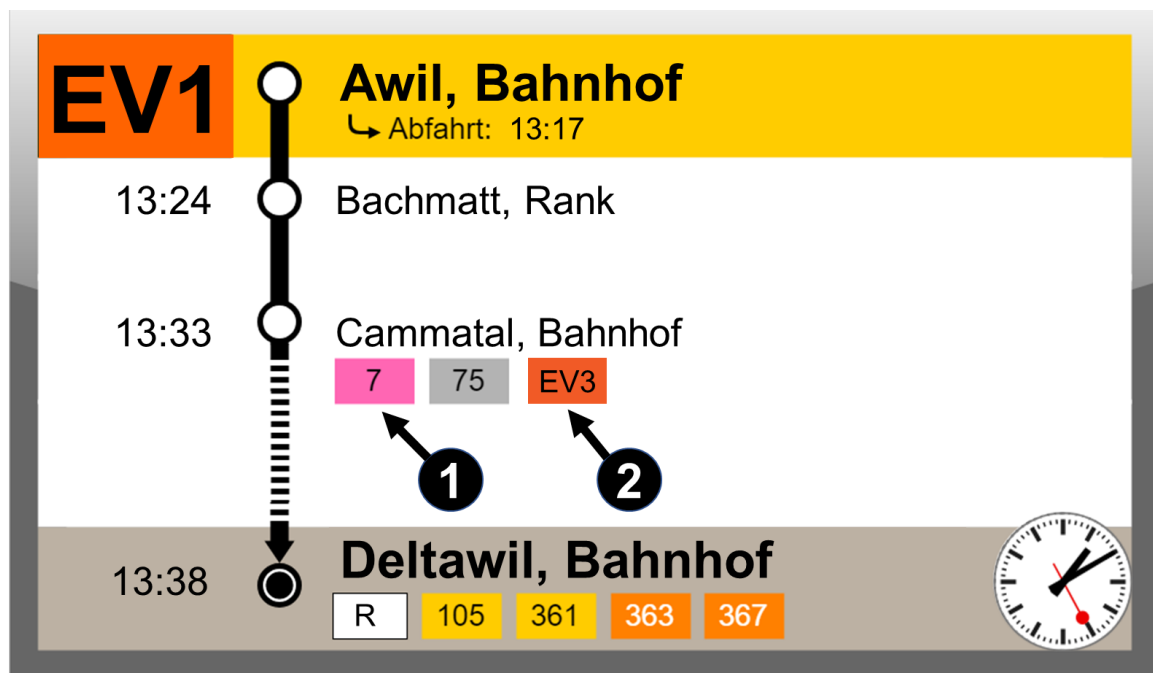 EV1
Awil, Bahnhof
Abfahrt: 13:17
13:24 Bachmatt, Rank
13:33 Cammatal, Bahnhof
7 75 EV3
1 2
Deltawil, Bahnhof
13:38
R 105 361 363 367